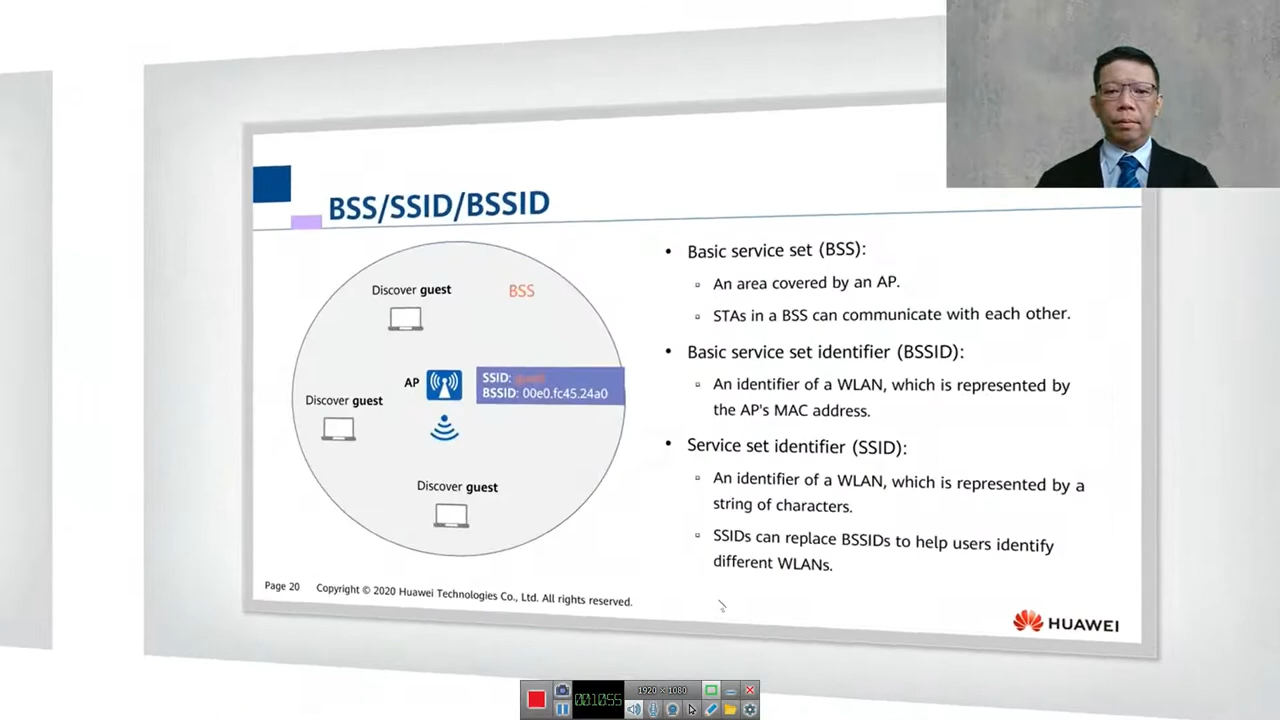 BSS/SSID/BSSID
Discover guest
BSS
AP
SSID: guest
BSSID: 00e0.fc45.24a0
Discover guest
Discover guest
• Basic service set (BSS):
▫ An area covered by an AP.
▫ STAs in a BSS can communicate with each other.
• Basic service set identifier (BSSID):
▫ An identifier of a WLAN, which is represented by
the AP's MAC address.
• Service set identifier (SSID):
▫ An identifier of a WLAN, which is represented by a
string of characters.
▫ SSIDs can replace BSSIDs to help users identify
different WLANs.
Page 20 Copyright © 2020 Huawei Technologies Co., Ltd. All rights reserved.
HUAWEI
1920 × 1080